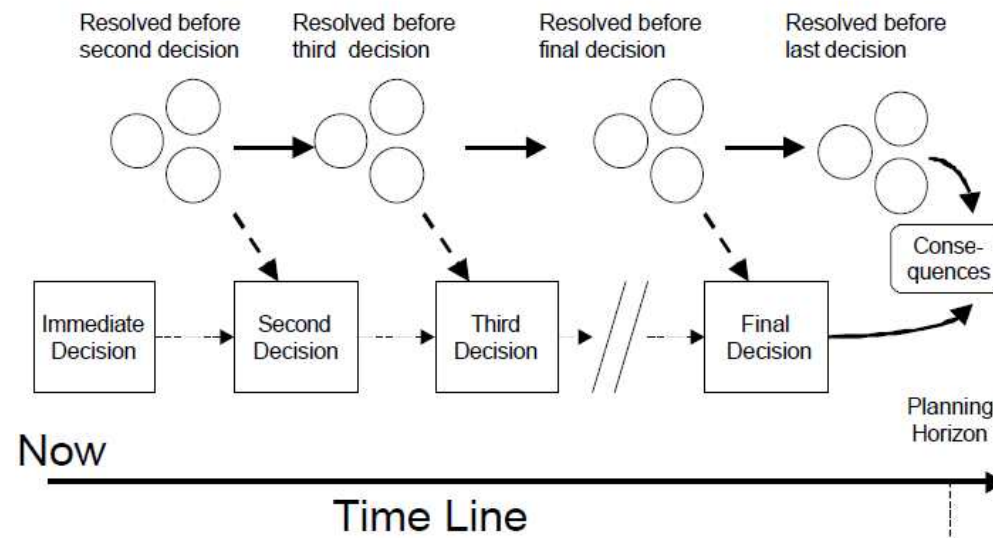 Resolved before
second decision
Resolved before
third decision
Resolved before
final decision
Resolved before
last decision
Conse-
quences
Immediate
Decision
Second
Decision
Third
Decision
Final
Decision
Planning
Horizon
Now
Time Line